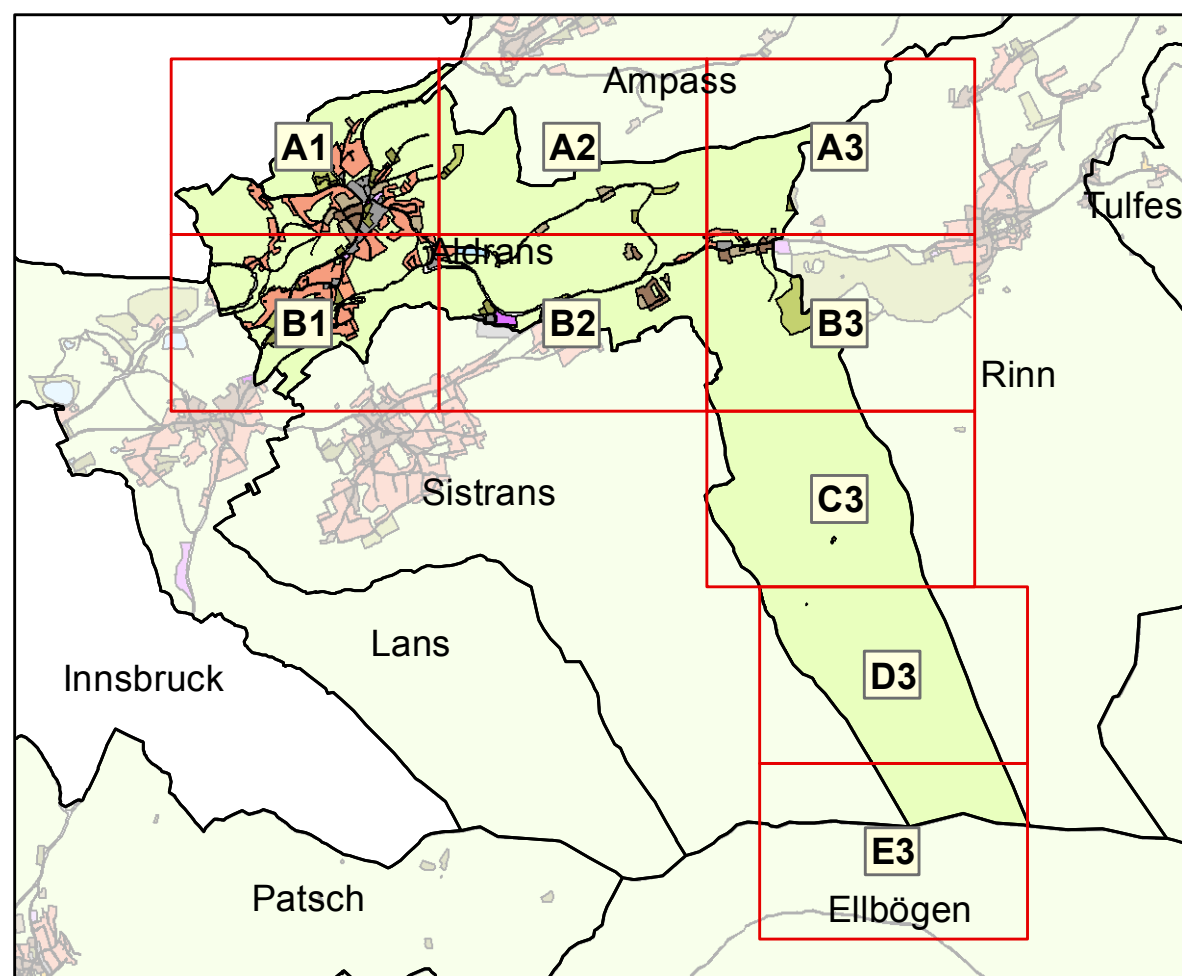 Ampass
A1
A2
A3
Tulfes
Aldrans
B1
B2
B3
Rinn
Sistrans
C3
Lans
Innsbruck
D3
E3
Patsch
Ellbögen